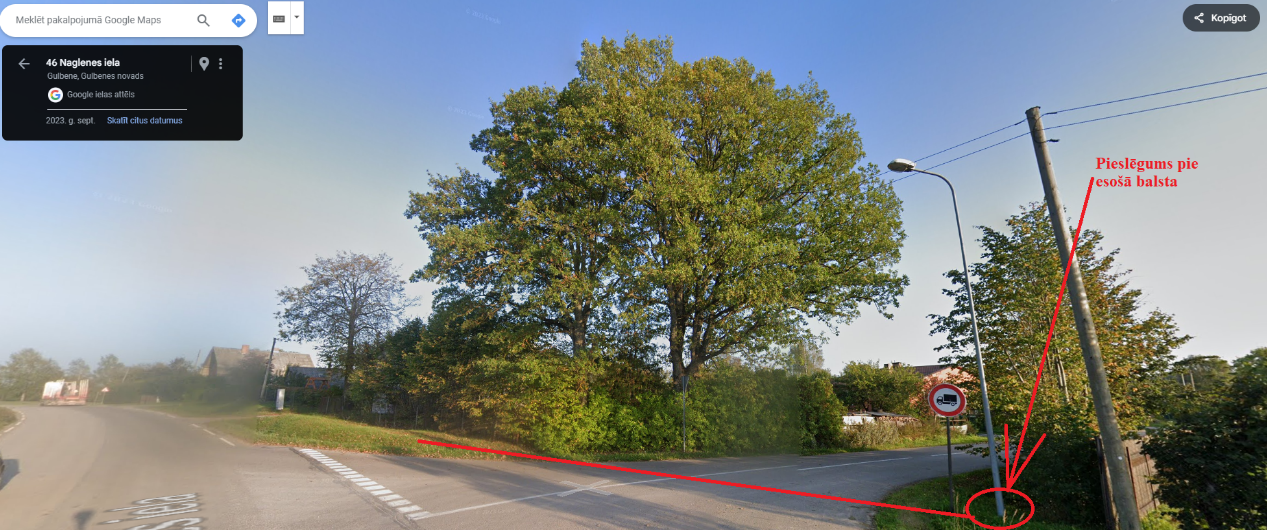 Meklēt pakalpojumā Google Maps
Kopīgot
46 Naglenes iela
Gulbene, Gulbenes novads
Google ielas attēls
2023. g. sept. Skatīt citus datumus
Pieslēgums pie
esošā balsta
iela